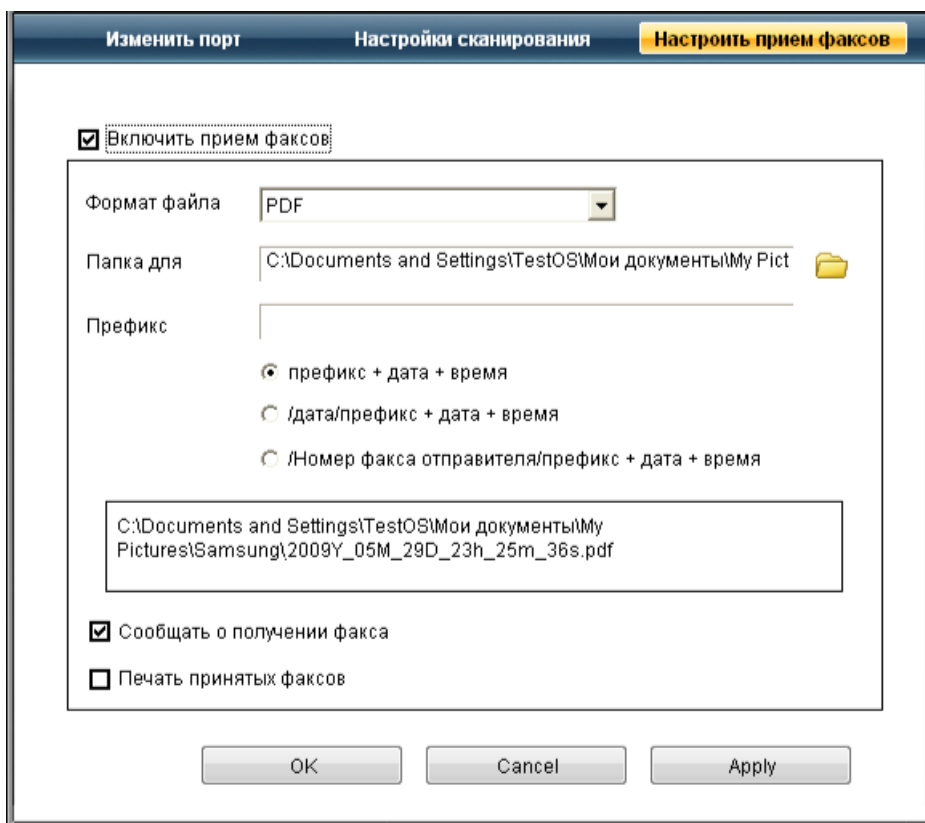 Изменить порт Настройки сканирования Настроить прием факсов
Включить прием факсов
Формат файла PDF
Папка для C:\Documents and Settings\TestOS\Мои документы\My Pict
Префикс
префикс + дата + время
/дата/префикс + дата + время
/Номер факса отправителя/префикс + дата + время
C:\Documents and Settings\TestOS\Мои документы\My
Pictures\Samsung\2009Y_05M_29D_23h_25m_36s.pdf
Сообщать о получении факса
Печать принятых факсов
OK Cancel Apply